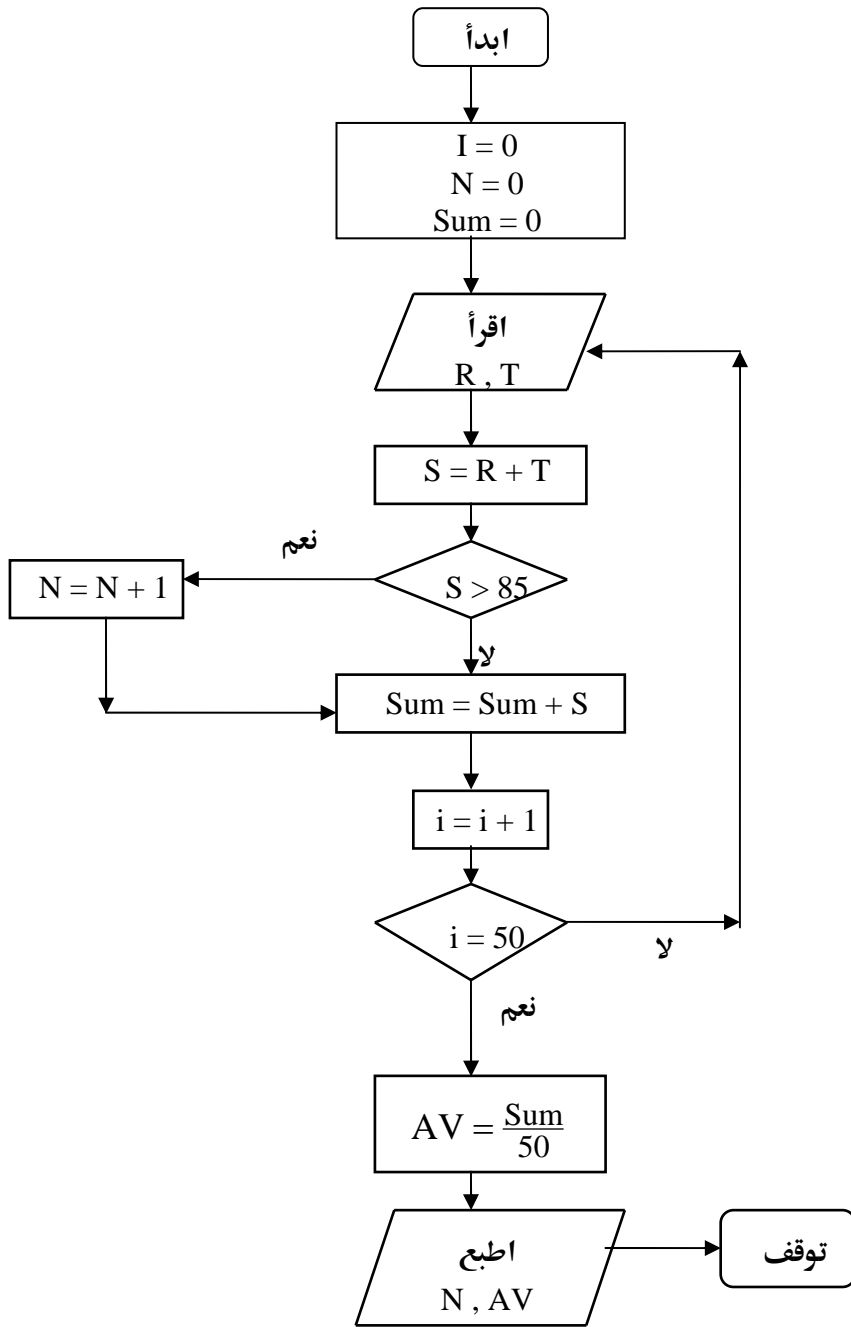 ابدأ
I = 0
N = 0
Sum = 0
اقرأ
R , T
S = R + T
نعم
S > 85
N = N + 1
لا
Sum = Sum + S
i = i + 1
i = 50
لا
نعم
AV = Sum/50
اطبع
N , AV
توقف